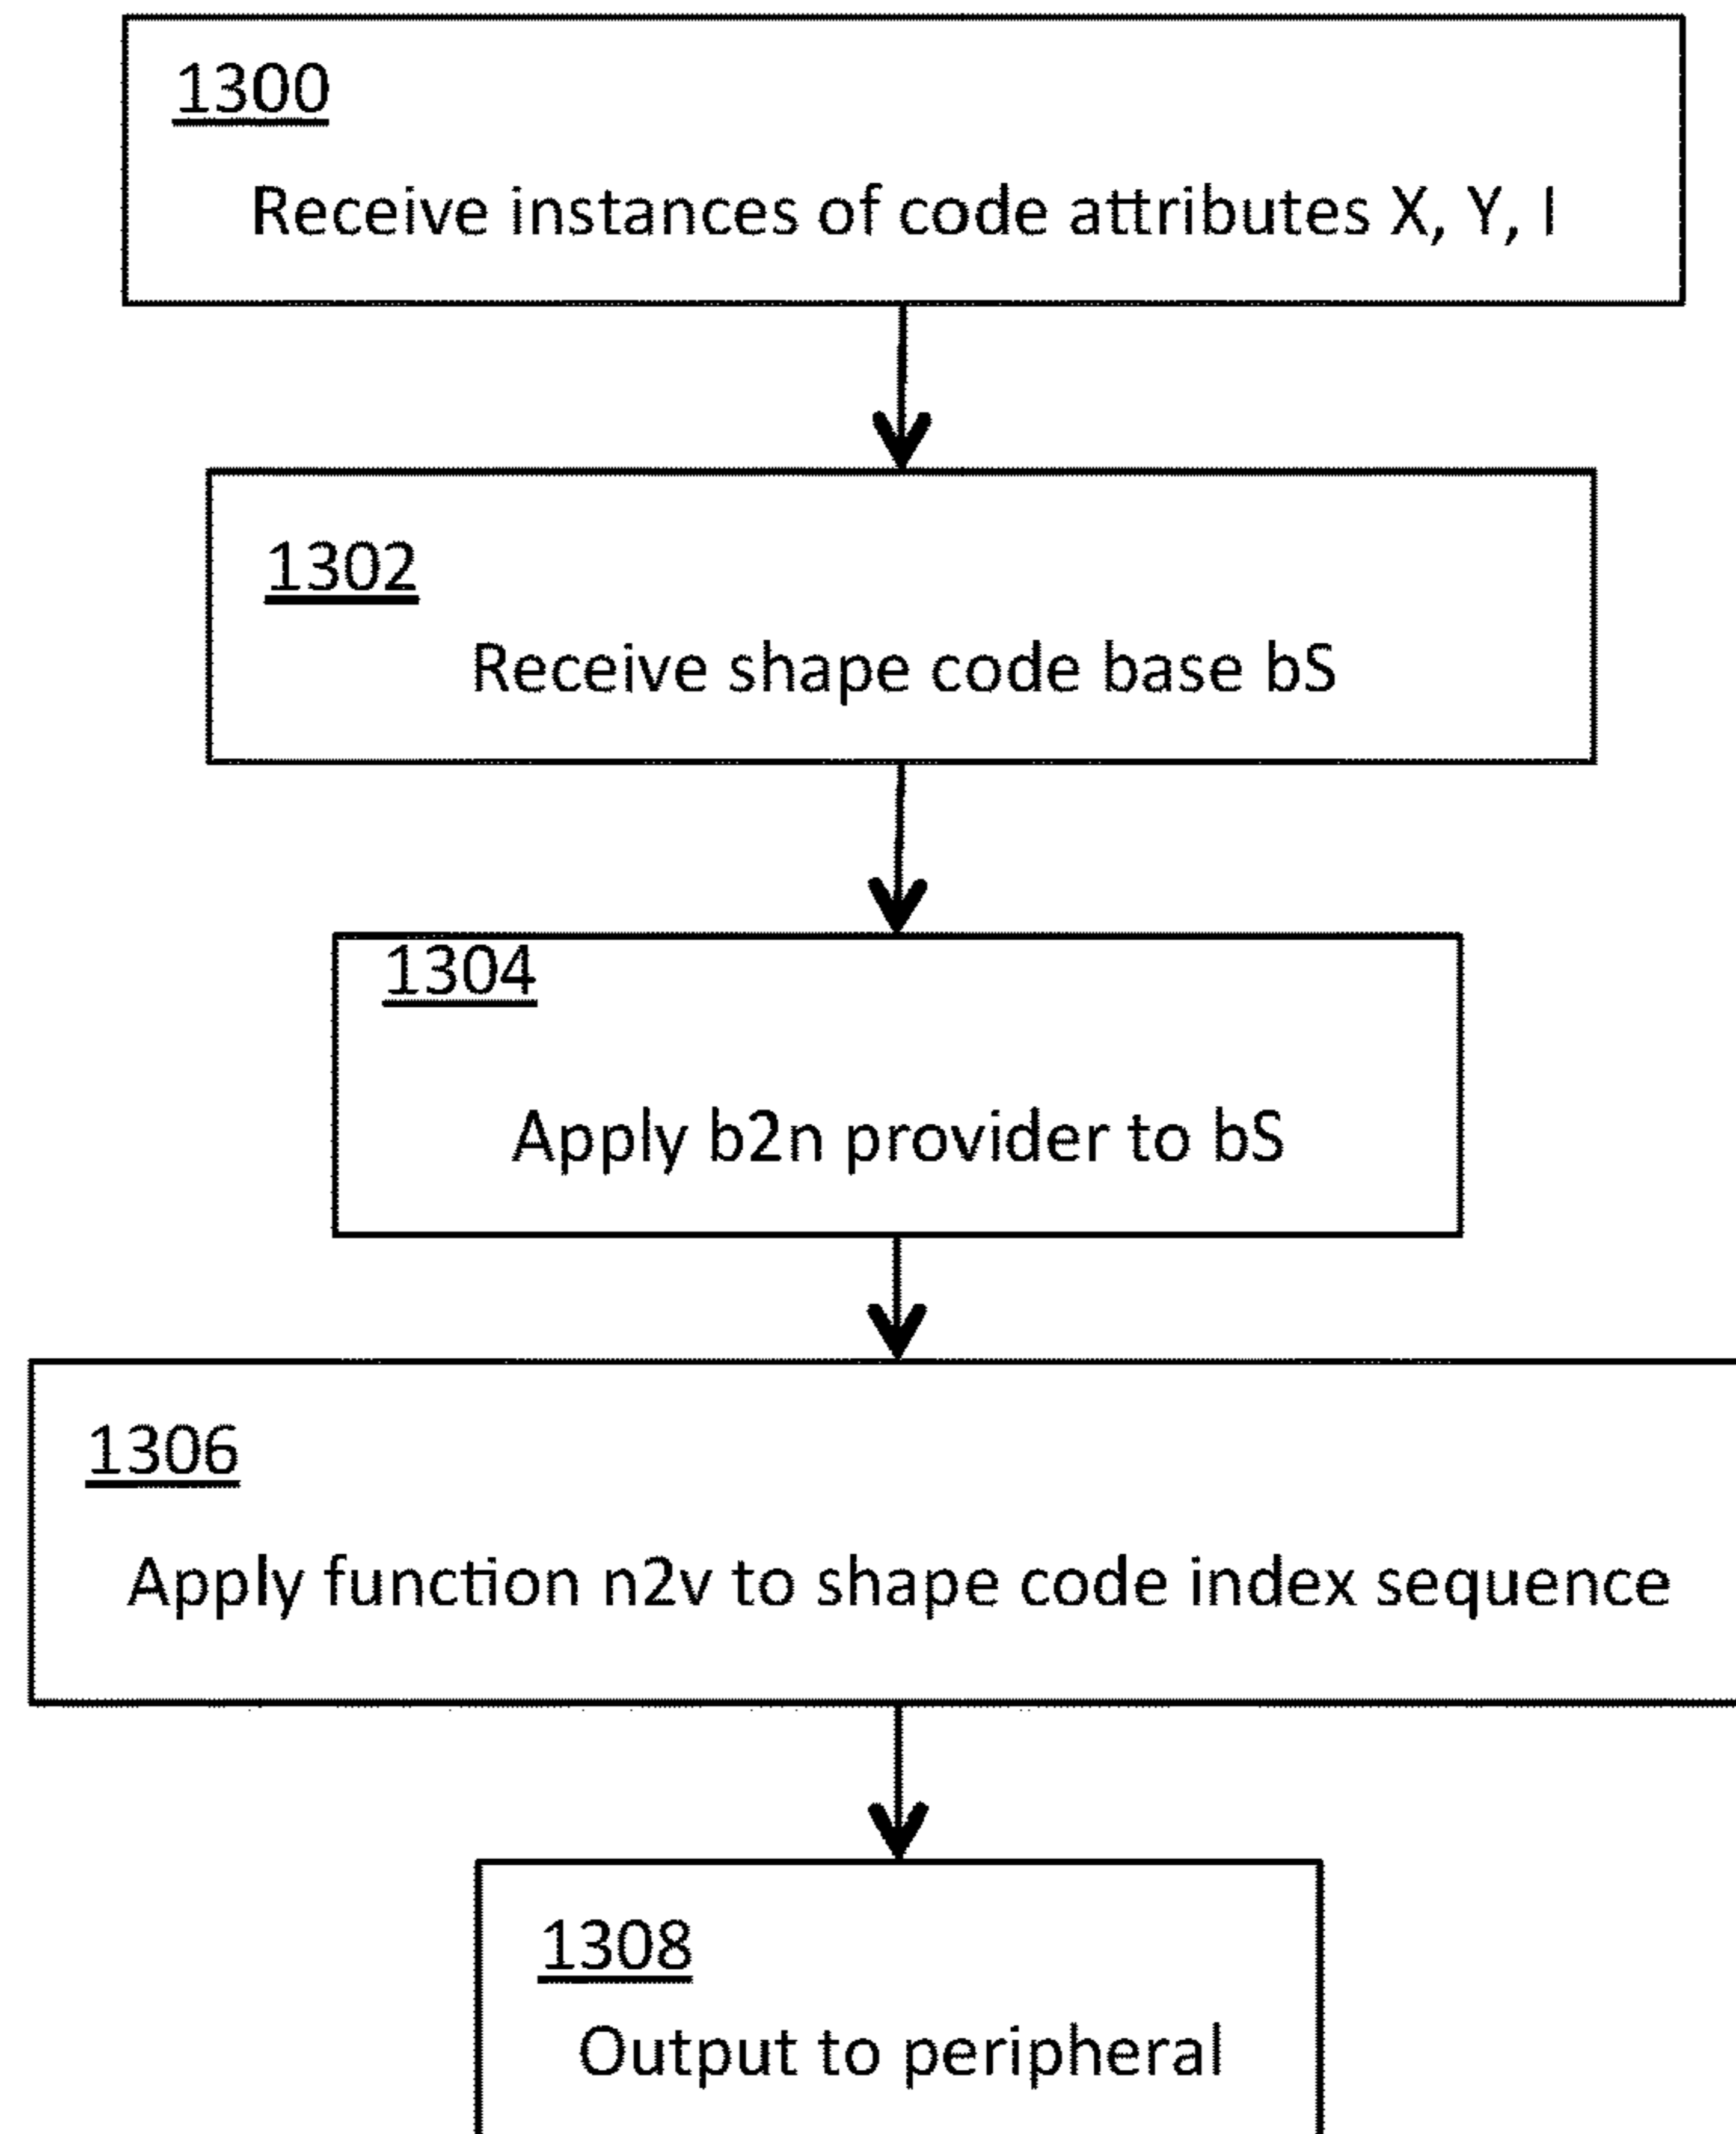 1300
Receive instances of code attributes X, Y, I
1302
Receive shape code base bS
1304
Apply b2n provider to bS
1306
Apply function n2v to shape code index sequence
1308
Output to peripheral